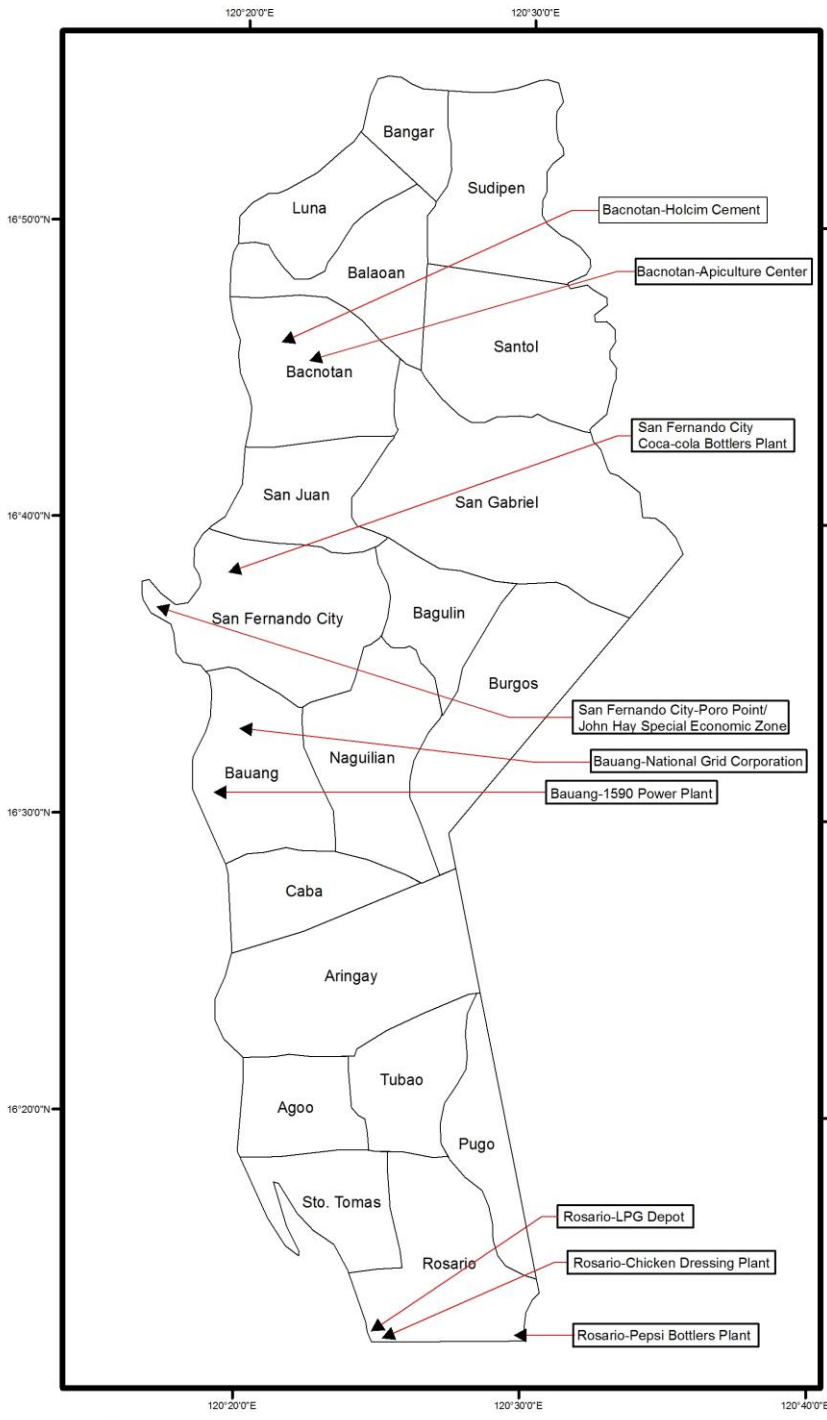 120°20'0"E
120°30'0"E
Bangar
Sudipen
Luna
Bacnotan-Holcim Cement
16°50'0"N
Bacnotan-Apiculture Center
Balaoan
Santol
Bacnotan
San Fernando City
Coca-cola Bottlers Plant
San Juan
San Gabriel
16°40'0"N
San Fernando City
Bagulin
Burgos
San Fernando City-Poro Point/
John Hay Special Economic Zone
Naguilian
Bauang-National Grid Corporation
Bauang
Bauang-1590 Power Plant
16°30'0"N
Caba
Aringay
Tubao
Agoo
16°20'0"N
Pugo
Sto. Tomas
Rosario-LPG Depot
Rosario
Rosario-Chicken Dressing Plant
Rosario-Pepsi Bottlers Plant
120°20'0"E
120°30'0"E
120°40'0"E